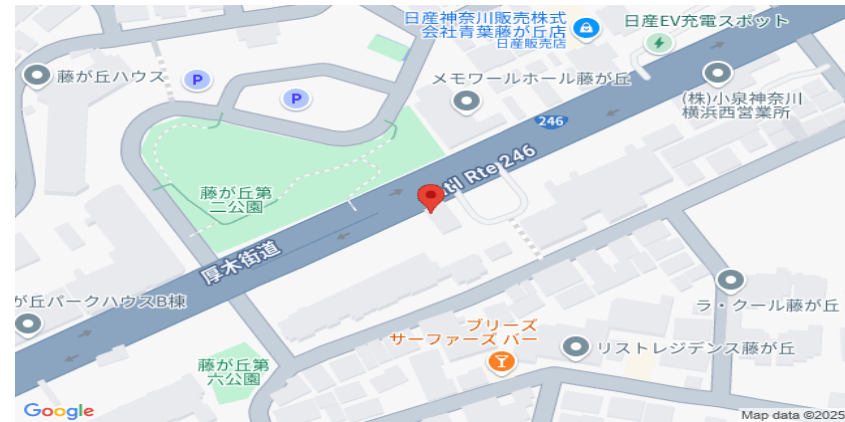 日産神奈川販売株式
会社青葉藤が丘店
日産販売店
日産EV充電スポット
藤が丘ハウス
P
P
メモワールホール藤が丘
(株)小泉神奈川
横浜西営業所
246
ntl Rte 246
藤が丘第
二公園
厚木街道
が丘パークハウスB棟
ラ・クール藤が丘
ブリーズ
サーファーズ バー
リストレジデンス藤が丘
藤が丘第
六公園
Google
Map data ©2025